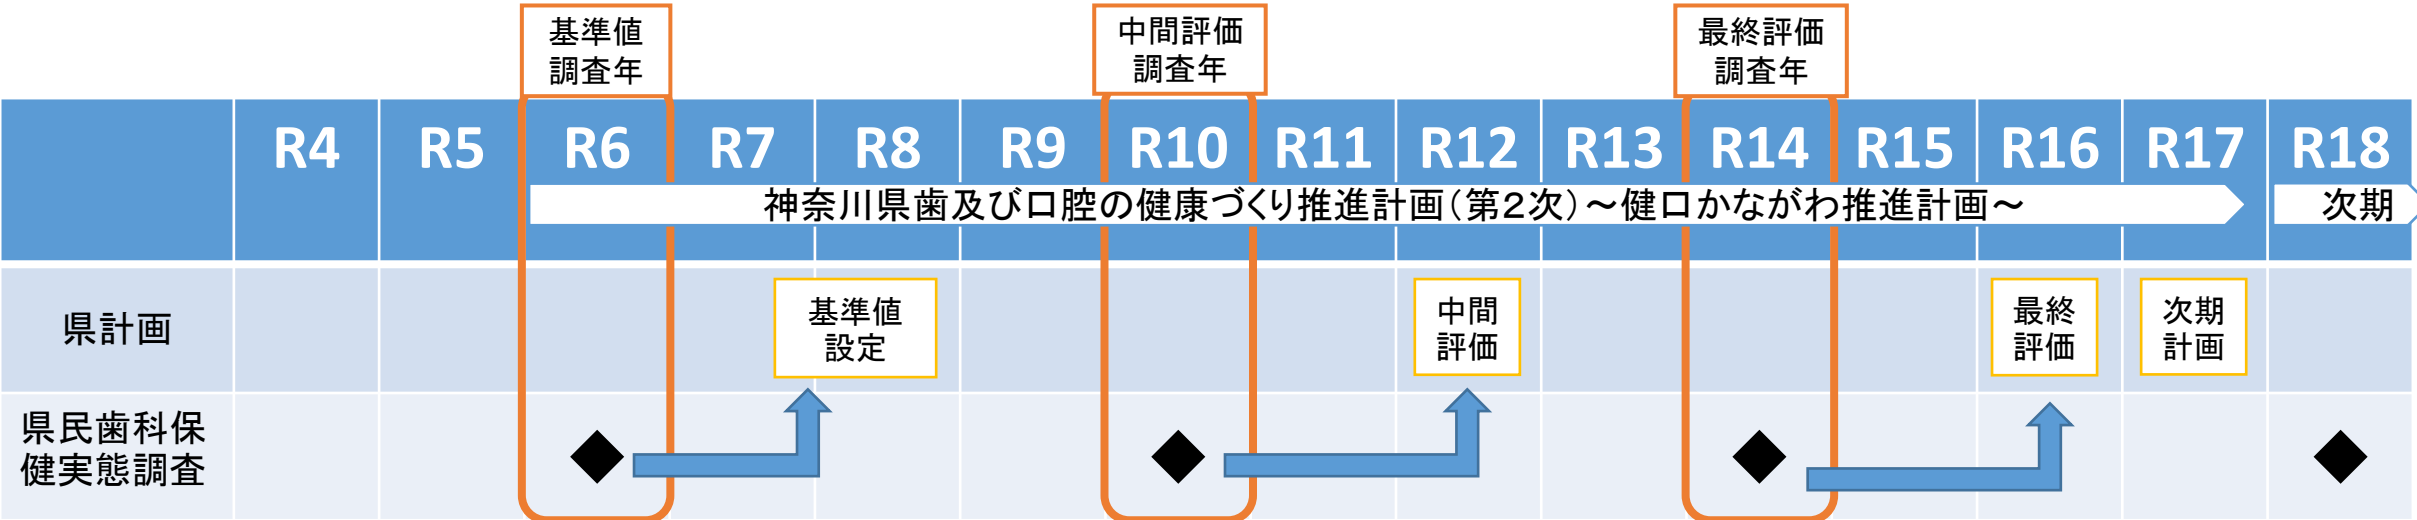 基準値
調査年
中間評価
調査年
最終評価
調査年
R4 R5 R6 R7 R8 R9 R10 R11 R12 R13 R14 R15 R16 R17 R18
神奈川県歯及び口腔の健康づくり推進計画（第２次）～健口かながわ推進計画～
次期
県計画
基準値
設定
中間
評価
最終
評価
次期
計画
県民歯科保
健実態調査